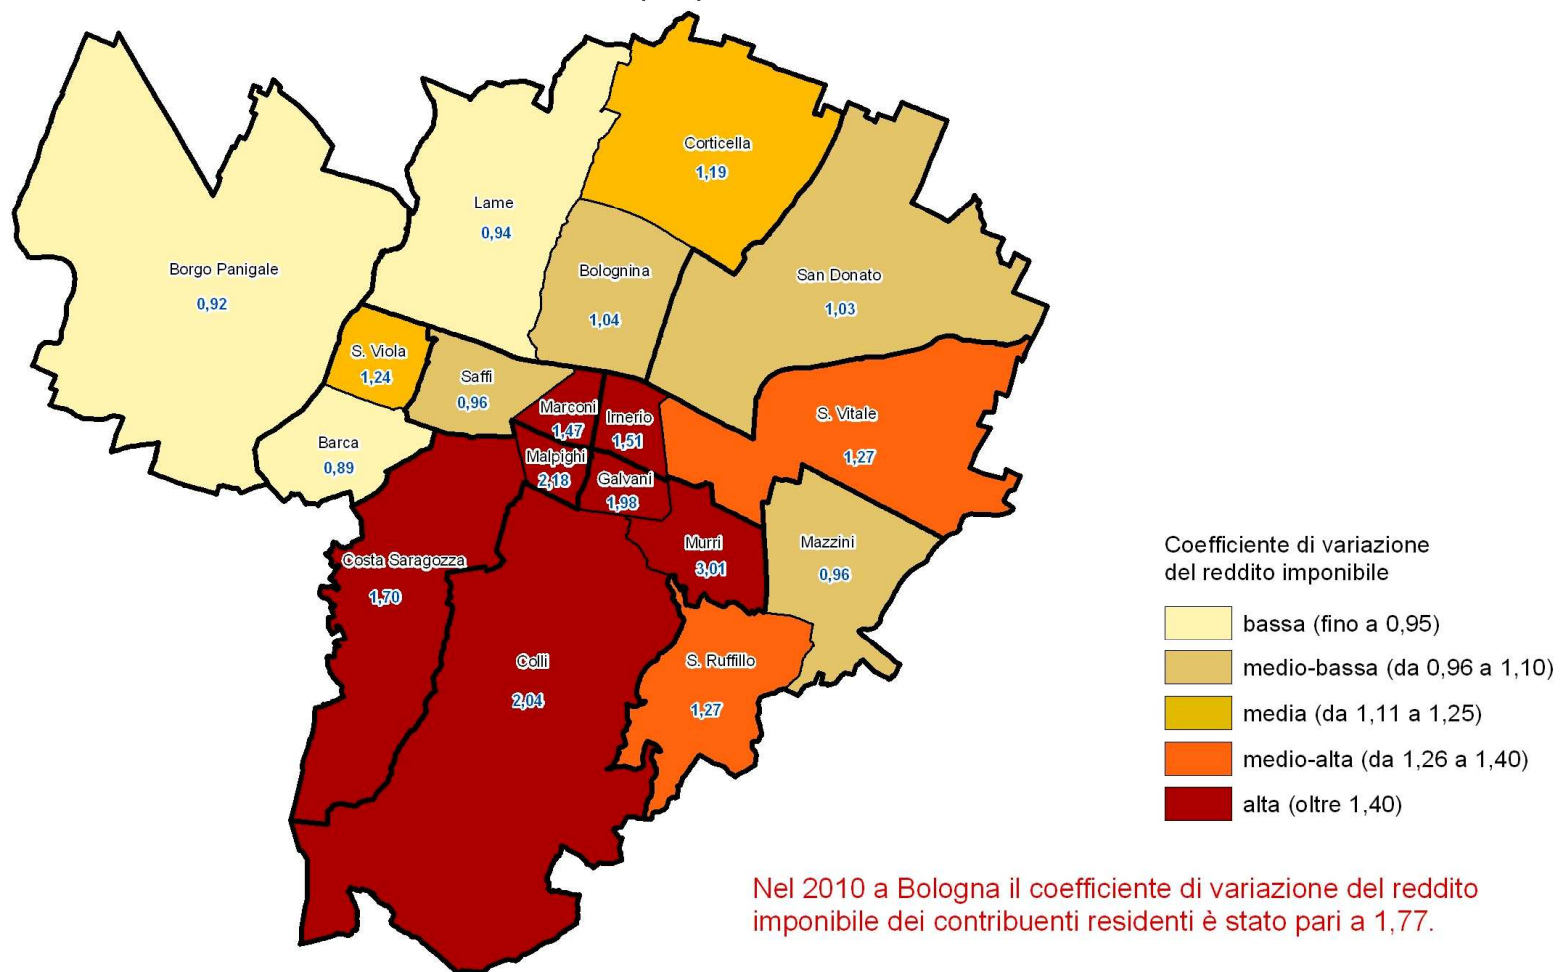 Corticella
1,19
Lame
0,94
Borgo Panigale
0,92
Bolognina
1,04
San Donato
1,03
S. Viola
1,24
Saffi
0,96
Marconi
1,47
Irnerio
1,51
S. Vitale
1,27
Barca
0,89
Malpighi
2,18
Galvani
1,98
Costa Saragozza
1,70
Murri
3,01
Mazzini
0,96
Colli
2,04
S. Ruffillo
1,27
Coefficiente di variazione
del reddito imponibile
bassa (fino a 0,95)
medio-bassa (da 0,96 a 1,10)
media (da 1,11 a 1,25)
medio-alta (da 1,26 a 1,40)
alta (oltre 1,40)
Nel 2010 a Bologna il coefficiente di variazione del reddito
imponibile dei contribuenti residenti è stato pari a 1,77.